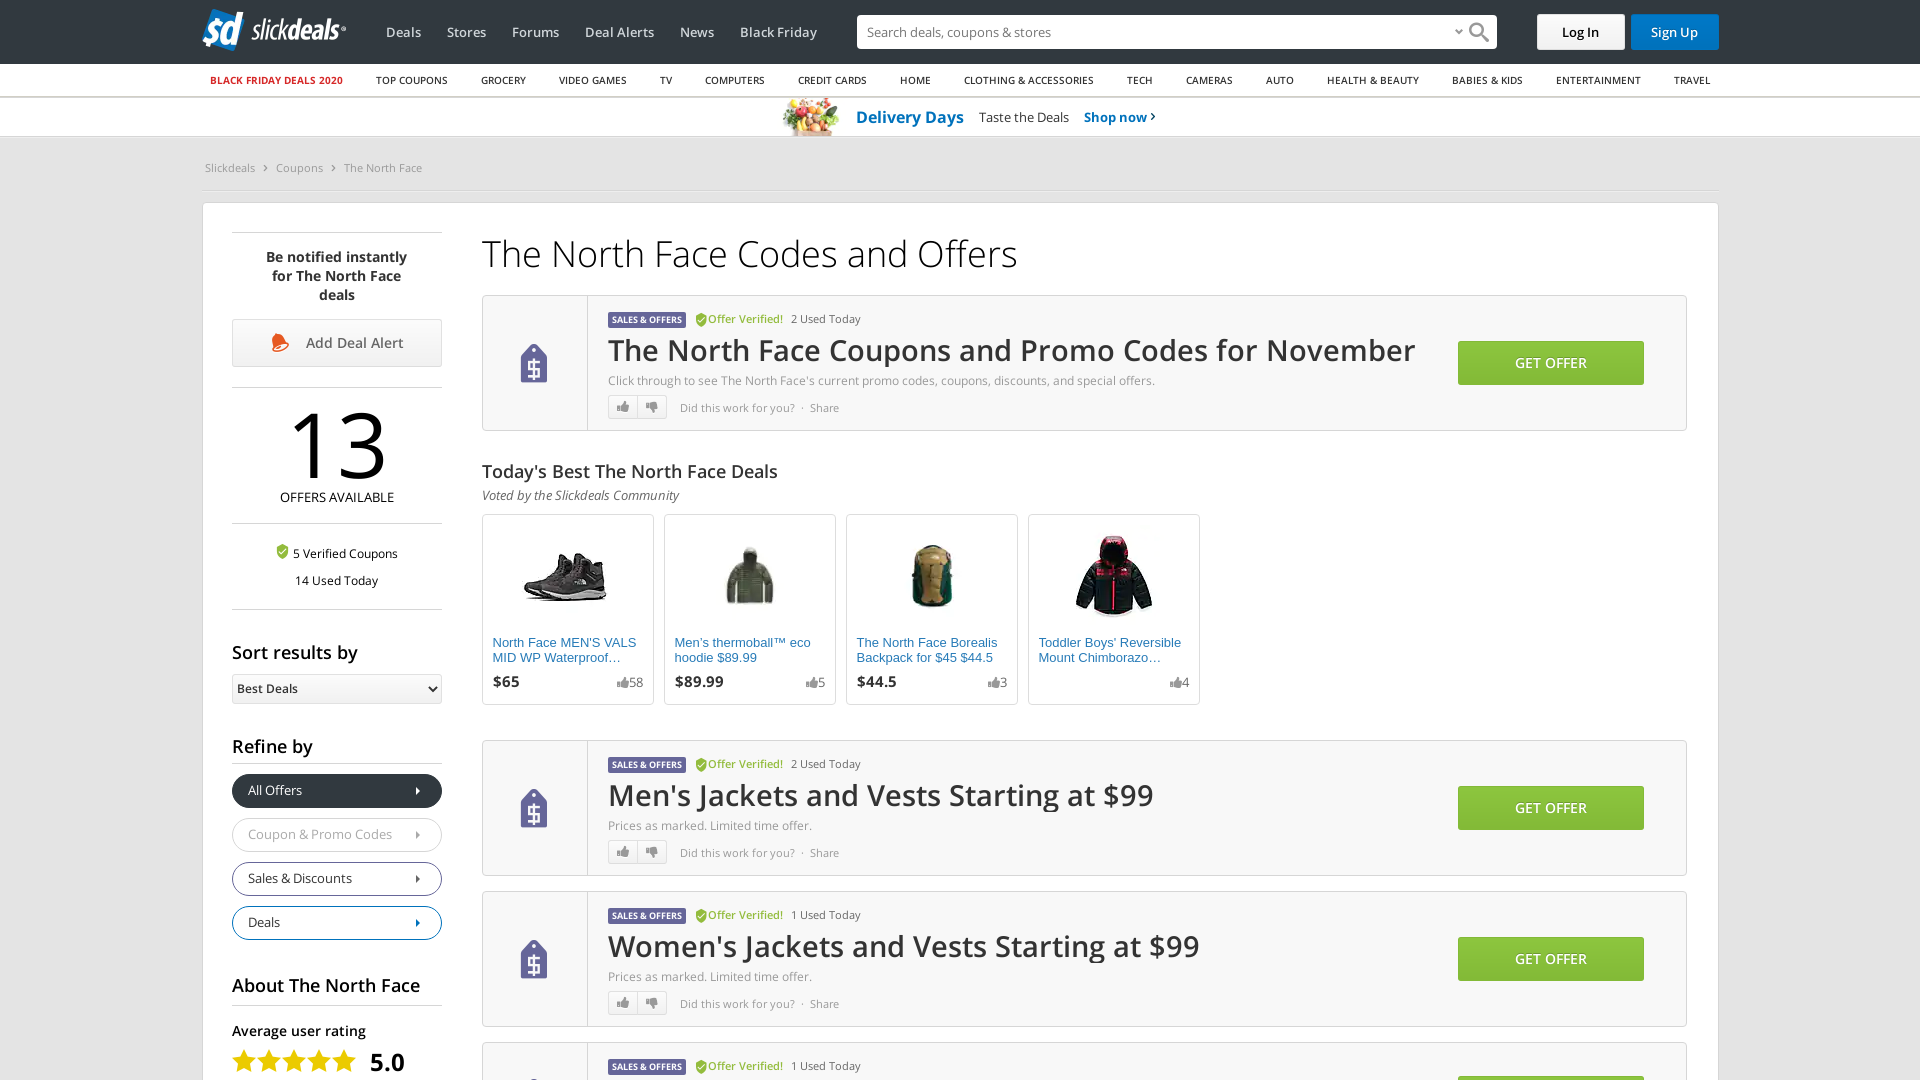 slickdeals
Deals
Stores
Forums
Deal Alerts
News
Black Friday
Search deals, coupons & stores
Log In
Sign Up
BLACK FRIDAY DEALS 2020
TOP COUPONS
GROCERY
VIDEO GAMES
TV
COMPUTERS
CREDIT CARDS
HOME
CLOTHING & ACCESSORIES
TECH
CAMERAS
AUTO
HEALTH & BEAUTY
BABIES & KIDS
ENTERTAINMENT
TRAVEL
Delivery Days Taste the Deals Shop now
Slickdeals > Coupons > The North Face
Be notified instantly
for The North Face
deals
Add Deal Alert
13
OFFERS AVAILABLE
5 Verified Coupons
14 Used Today
Sort results by
Best Deals
Refine by
All Offers
Coupon & Promo Codes
Sales & Discounts
Deals
About The North Face
Average user rating
5.0
The North Face Codes and Offers
SALES & OFFERS Offer Verified! 2 Used Today
The North Face Coupons and Promo Codes for November
Click through to see The North Face's current promo codes, coupons, discounts, and special offers.
Did this work for you? · Share
GET OFFER
Today's Best The North Face Deals
Voted by the Slickdeals Community
North Face MEN'S VALS
MID WP Waterproof…
$65 58
Men’s thermoball™ eco
hoodie $89.99
$89.99 5
The North Face Borealis
Backpack for $45 $44.5
$44.5 3
Toddler Boys' Reversible
Mount Chimborazo…
4
SALES & OFFERS Offer Verified! 2 Used Today
Men's Jackets and Vests Starting at $99
Prices as marked. Limited time offer.
Did this work for you? · Share
GET OFFER
SALES & OFFERS Offer Verified! 1 Used Today
Women's Jackets and Vests Starting at $99
Prices as marked. Limited time offer.
Did this work for you? · Share
GET OFFER
SALES & OFFERS Offer Verified! 1 Used Today